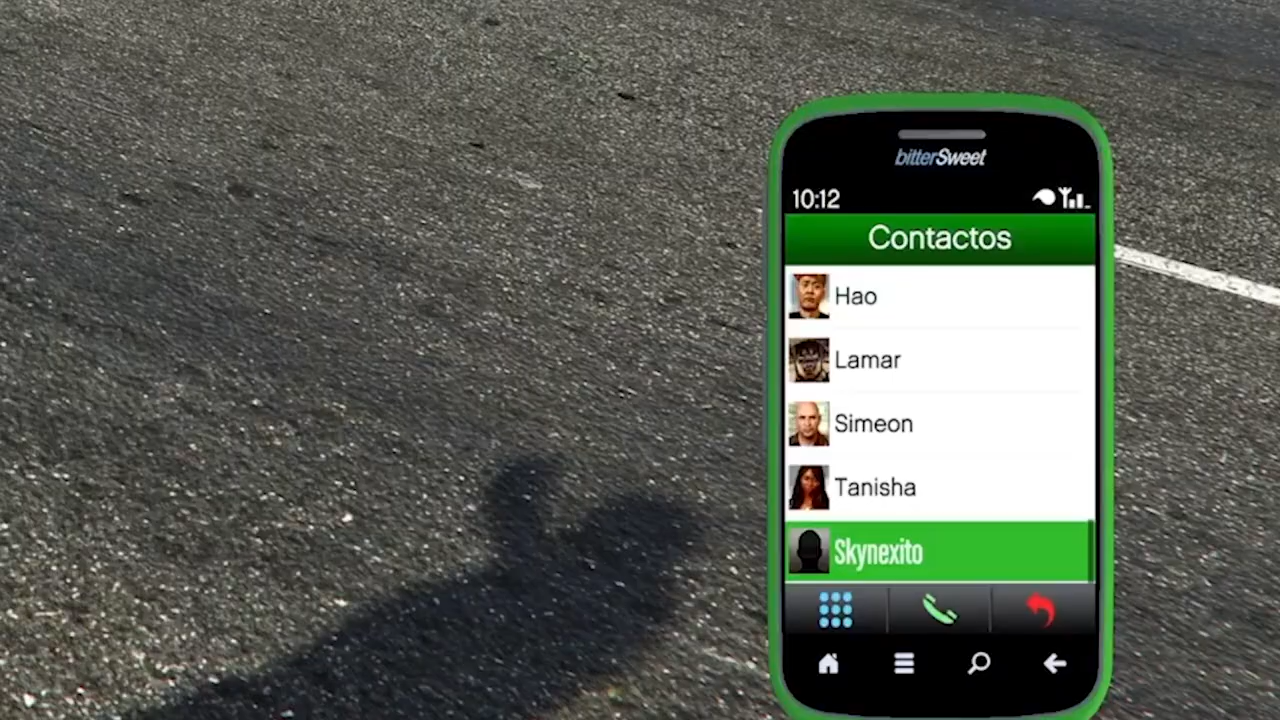 bitterSweet
10:12
Contactos
Hao
Lamar
Simeon
Tanisha
Skynexito